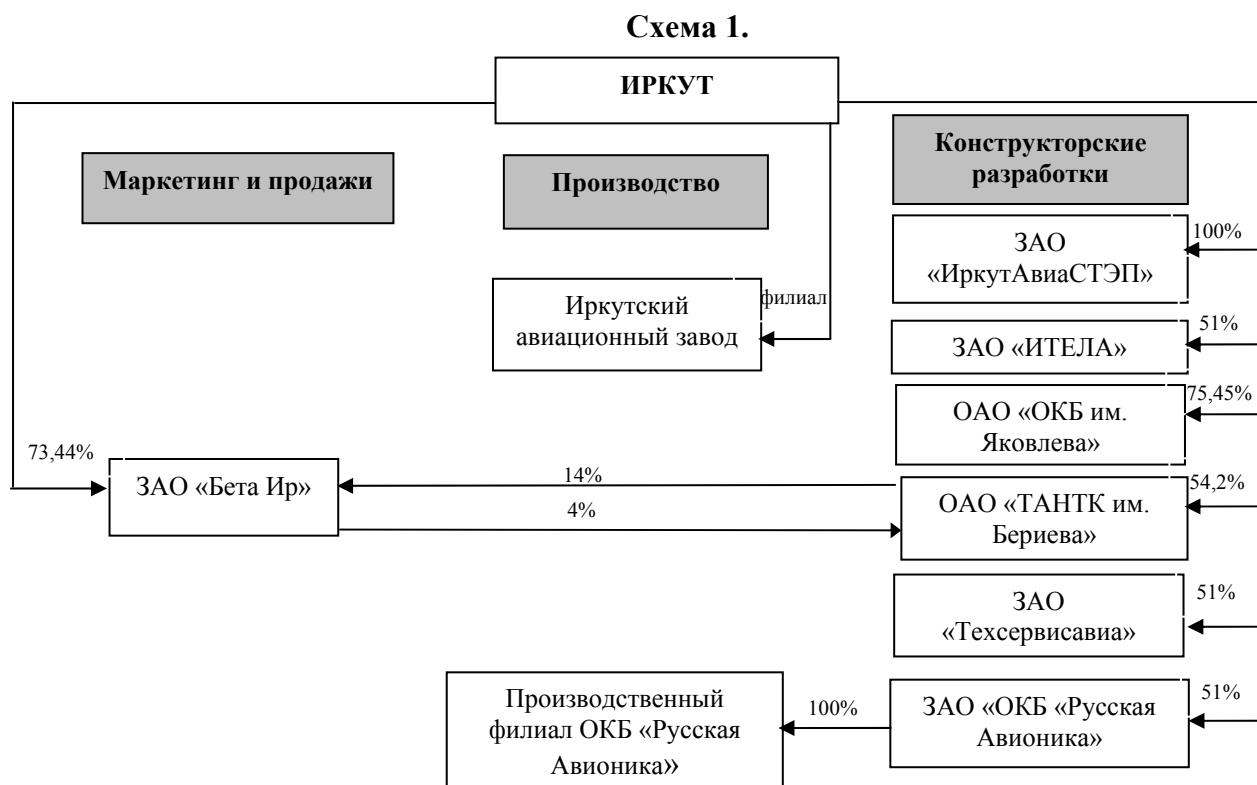 Схема 1.
ИРКУТ
Маркетинг и продажи
Производство
Конструкторские
разработки
ЗАО
«ИркутАвиаСТЭП»
100%
Иркутский
авиационный завод
филиал
ЗАО «ИТЕЛА»
51%
ОАО «ОКБ им.
Яковлева»
75,45%
73,44%
ЗАО «Бета Ир»
14%
4%
ОАО «ТАНТК им.
Бериева»
54,2%
ЗАО
«Техсервисавиа»
51%
Производственный
филиал ОКБ «Русская
Авионика»
100%
ЗАО «ОКБ «Русская
Авионика»
51%